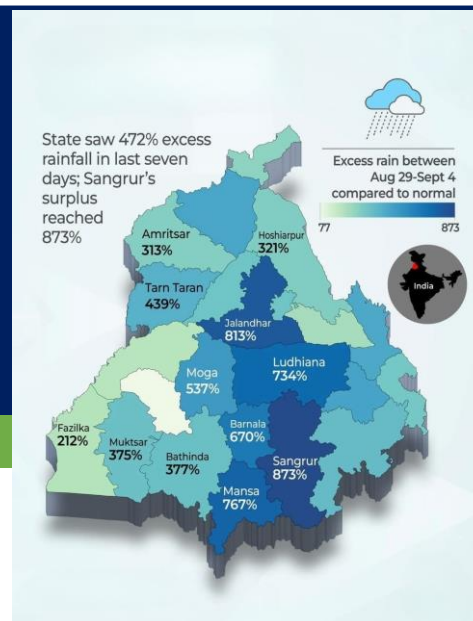 State saw 472% excess
rainfall in last seven
days; Sangrur's
surplus
reached
873%
Excess rain between
Aug 29-Sept 4
compared to normal
77
873
India
Amritsar
313%
Hoshiarpur
321%
Tarn Taran
439%
Jalandhar
813%
Moga
537%
Ludhiana
734%
Fazilka
212%
Muktsar
375%
Bathinda
377%
Barnala
670%
Sangrur
873%
Mansa
767%